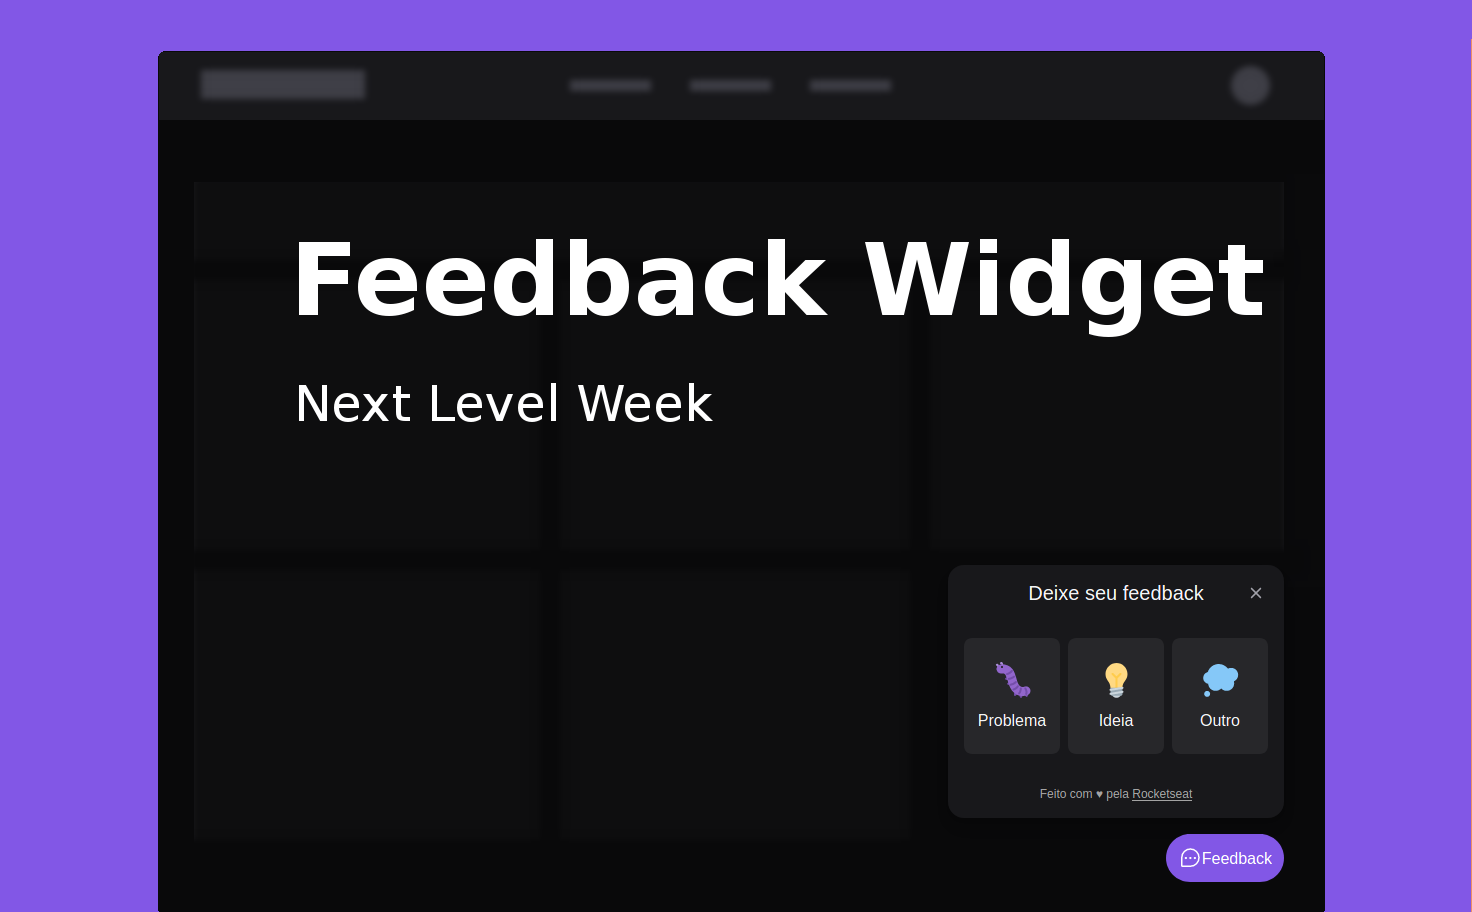 Feedback Widget
Next Level Week
Deixe seu feedback
Problema
Ideia
Outro
Feito com ♥ pela Rocketseat
Feedback